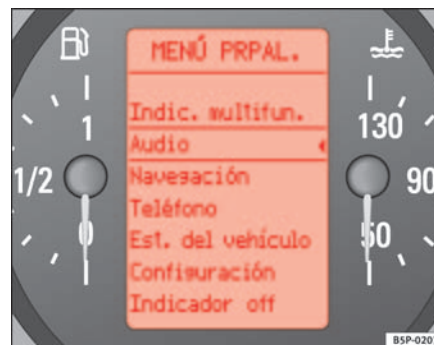 MENÚ PRPAL.
Indic. multifun.
Audio
Navegación
Teléfono
Est. del vehículo
Configuración
Indicador off
1
1/2
0
130
90
50
B5P-020